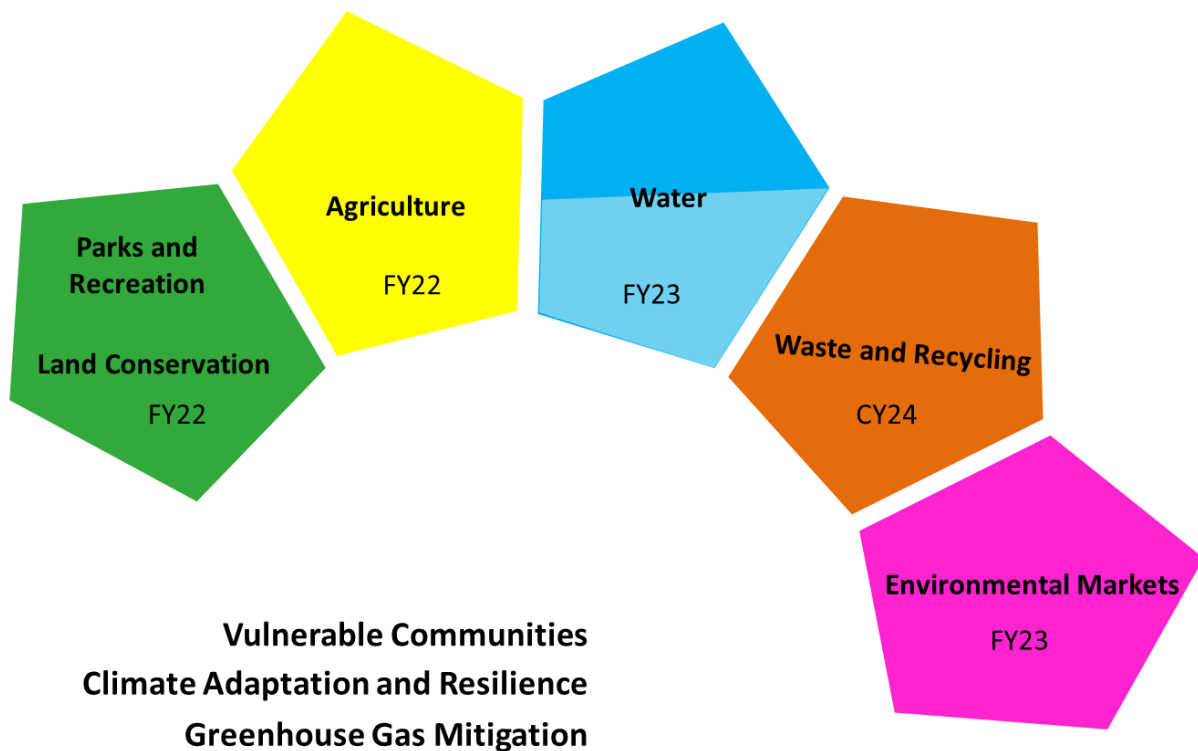 Parks and
Recreation
Land Conservation
FY22
Agriculture
FY22
Water
FY23
Waste and Recycling
CY24
Environmental Markets
FY23
Vulnerable Communities
Climate Adaptation and Resilience
Greenhouse Gas Mitigation